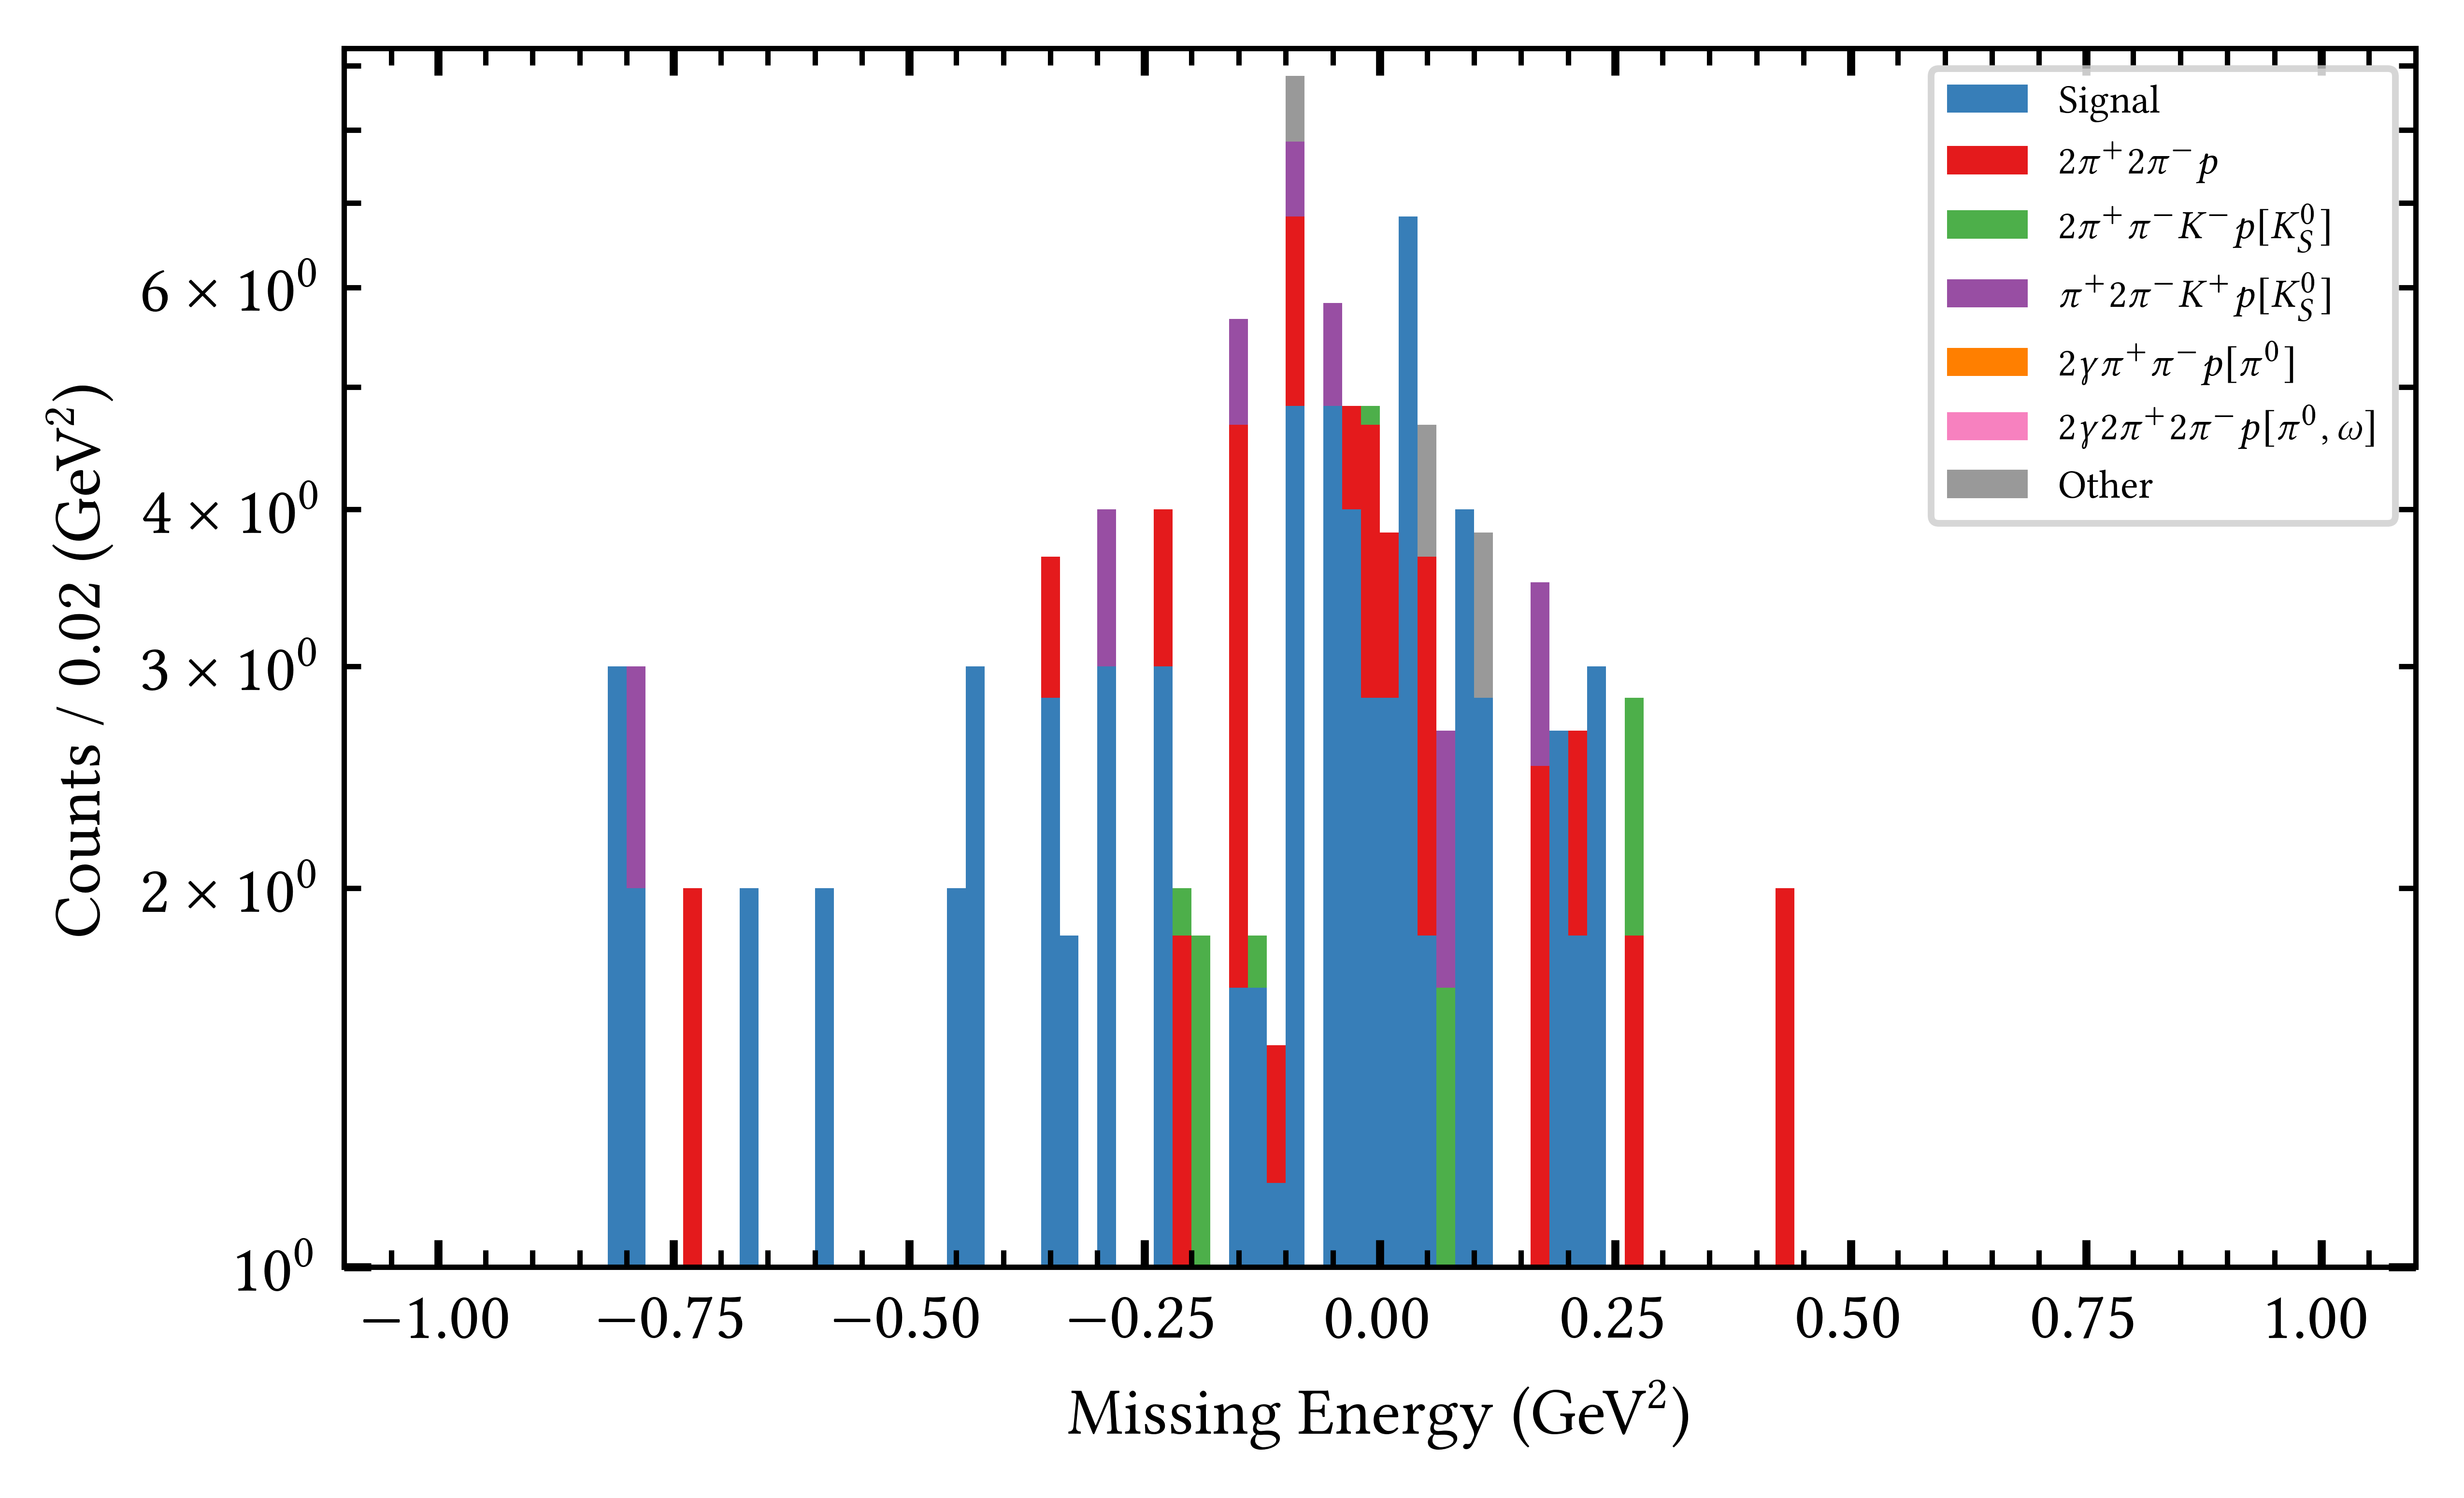 Counts / 0.02 (GeV²)
6 × 10⁰
4 × 10⁰
3 × 10⁰
2 × 10⁰
10⁰
−1.00 −0.75 −0.50 −0.25 0.00 0.25 0.50 0.75 1.00
Missing Energy (GeV²)
Signal
2π⁺2π⁻p
2π⁺π⁻K⁻p[K⁰_S]
π⁺2π⁻K⁺p[K⁰_S]
2γπ⁺π⁻p[π⁰]
2γ2π⁺2π⁻p[π⁰, ω]
Other